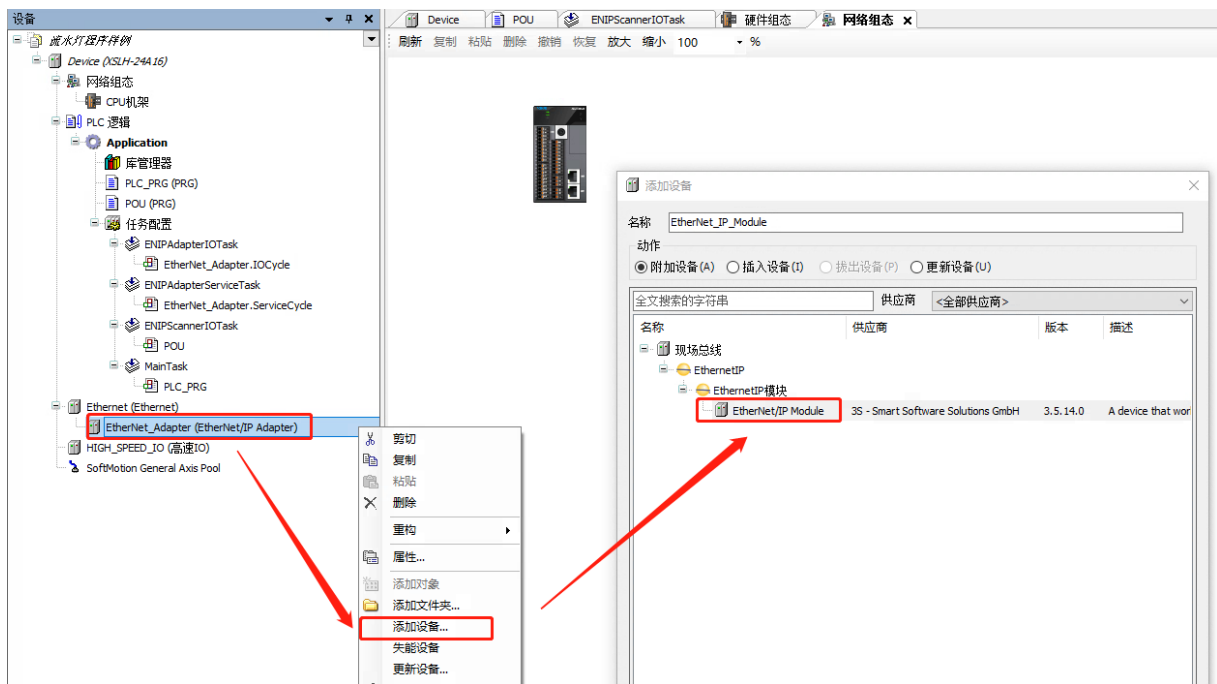 设备
流水灯程序样例
Device (XSLH-24A16)
网络组态
CPU机架
PLC 逻辑
Application
库管理器
PLC_PRG (PRG)
POU (PRG)
任务配置
ENIPAdapterIOTask
EtherNet_Adapter.IOCycle
ENIPAdapterServiceTask
EtherNet_Adapter.ServiceCycle
ENIPScannerIOTask
POU
MainTask
PLC_PRG
Ethernet (Ethernet)
EtherNet_Adapter (EtherNet/IP Adapter)
HIGH_SPEED_IO (高速IO)
SoftMotion General Axis Pool
剪切
复制
粘贴
删除
重构
属性...
添加对象
添加文件夹...
添加设备...
失能设备
更新设备...
Device POU ENIPScannerIOTask 硬件组态 网络组态
刷新 复制 粘贴 删除 撤销 恢复 放大 缩小 100 %
添加设备
名称 EtherNet_IP_Module
动作
附加设备(A) 插入设备(I) 拔出设备(P) 更新设备(U)
全文搜索的字符串 供应商 <全部供应商>
名称 供应商 版本 描述
现场总线
EthernetIP
EthernetIP模块
EtherNet/IP Module 3S - Smart Software Solutions GmbH 3.5.14.0 A device that wor